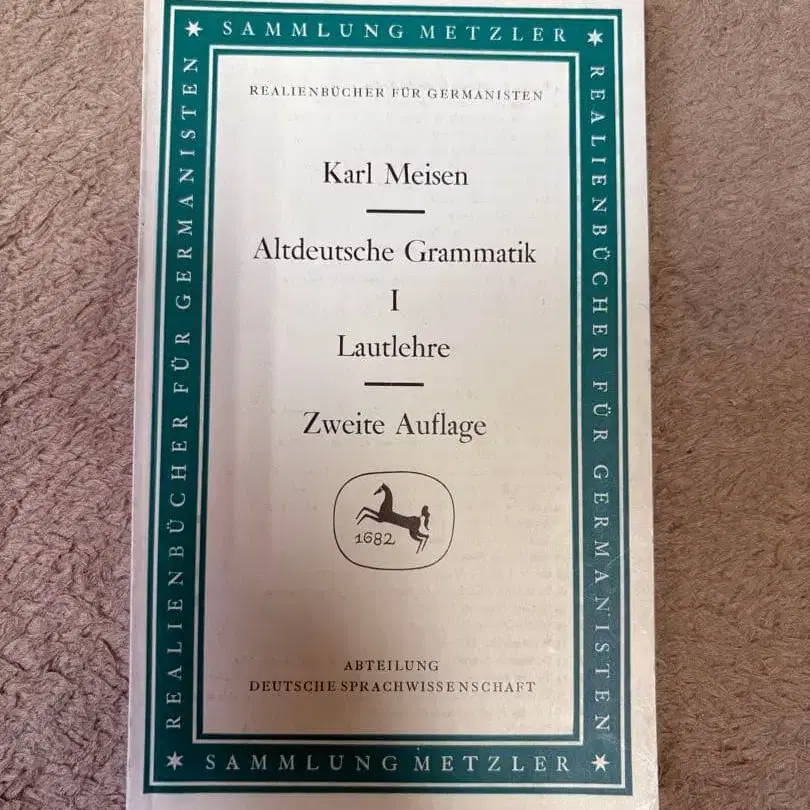 SAMMLUNG METZLER
REALIENBÜCHER FÜR GERMANISTEN
REALIENBÜCHER FÜR GERMANISTEN
REALIENBÜCHER FÜR GERMANISTEN
Karl Meisen
Altdeutsche Grammatik
I
Lautlehre
Zweite Auflage
1682
ABTEILUNG
DEUTSCHE SPRACHWISSENSCHAFT
SAMMLUNG METZLER